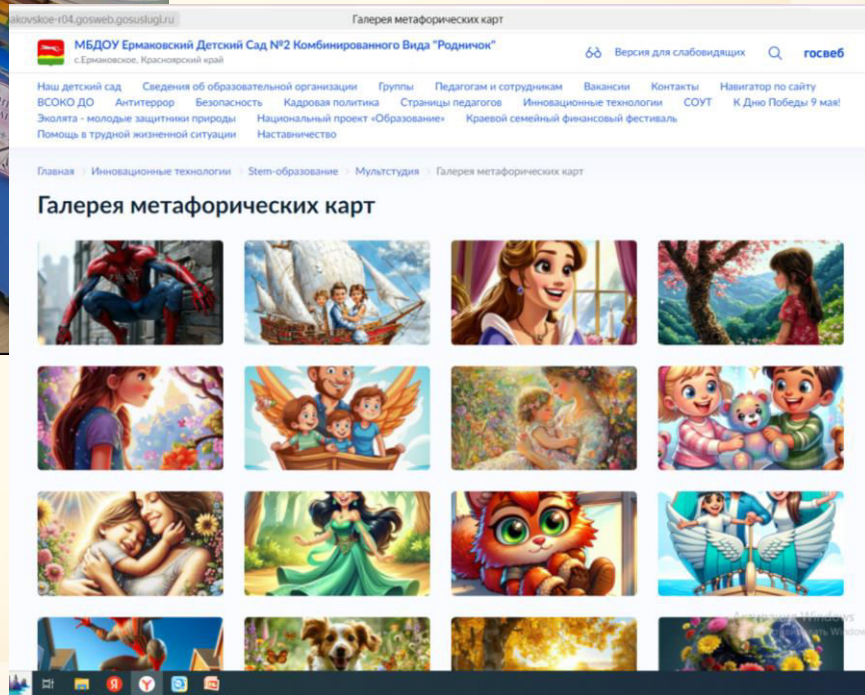 akovskoe-r04.gosweb.gosuslugi.ru Галерея метафорических карт
МБДОУ Ермаковский Детский Сад №2 Комбинированного Вида "Родничок"
с.Ермаковское, Красноярский край
Версия для слабовидящих госвеб
Наш детский сад Сведения об образовательной организации Группы Педагогам и сотрудникам Вакансии Контакты Навигатор по сайту
ВСОКО ДО Антитеррор Безопасность Кадровая политика Страницы педагогов Инновационные технологии СОУТ К Дню Победы 9 мая!
Эколята - молодые защитники природы Национальный проект «Образование» Краевой семейный финансовый фестиваль
Помощь в трудной жизненной ситуации Наставничество
Главная Инновационные технологии Stem-образование Мультстудия Галерея метафорических карт
Галерея метафорических карт
Активация Windows